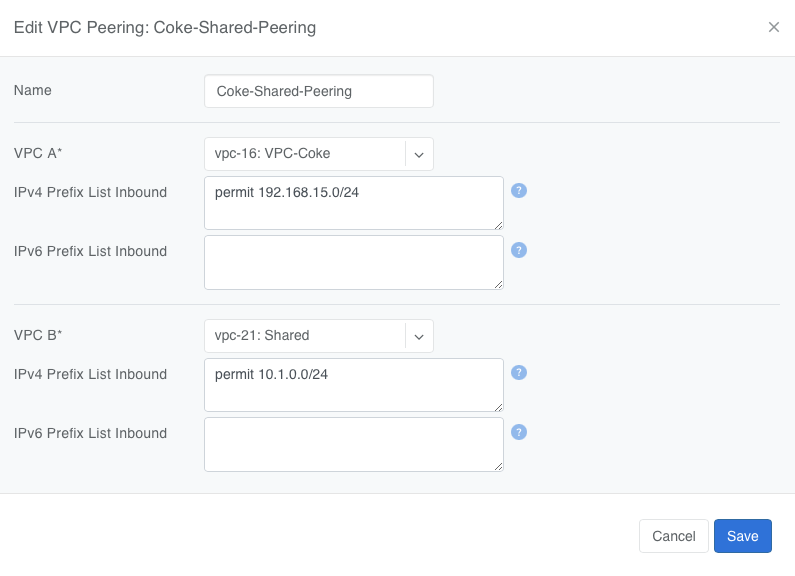 Edit VPC Peering: Coke-Shared-Peering
Name
Coke-Shared-Peering
VPC A*
vpc-16: VPC-Coke
IPv4 Prefix List Inbound
permit 192.168.15.0/24
?
IPv6 Prefix List Inbound
?
VPC B*
vpc-21: Shared
IPv4 Prefix List Inbound
permit 10.1.0.0/24
?
IPv6 Prefix List Inbound
?
Cancel
Save